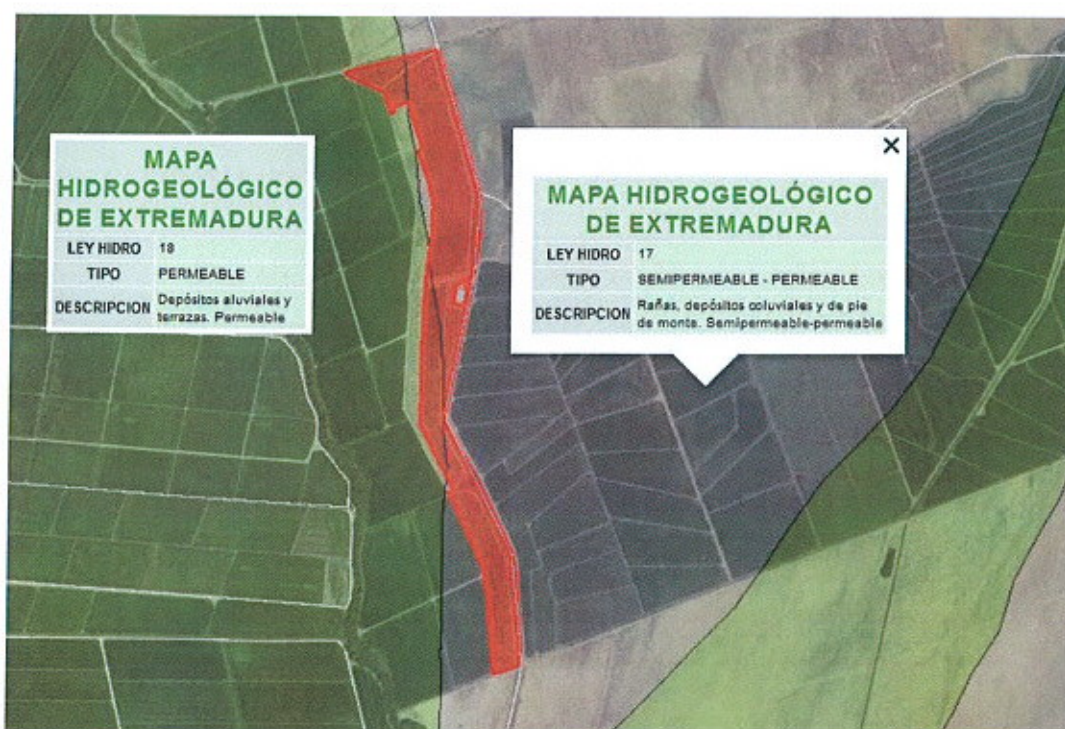 MAPA
HIDROGEOLÓGICO
DE EXTREMADURA
LEY HIDRO 18
TIPO PERMEABLE
DESCRIPCION Depósitos aluviales y
terrazas. Permeable
MAPA HIDROGEOLÓGICO
DE EXTREMADURA
LEY HIDRO 17
TIPO SEMIPERMEABLE - PERMEABLE
DESCRIPCION Rañas, depósitos coluviales y de pie
de monte. Semipermeable-permeable